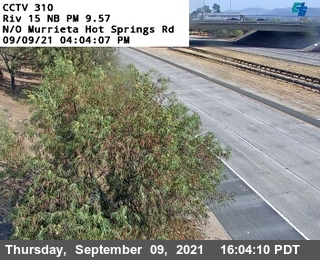 CCTV 310
Riv 15 NB PM 9.57
N/O Murrieta Hot Springs Rd
09/09/21 04:04:07 PM
Thursday, September 09, 2021 16:04:10 PDT